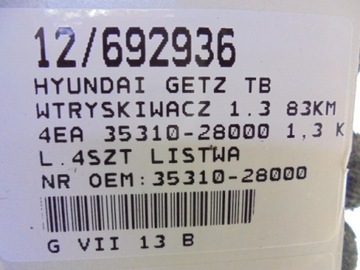 12/692936
HYUNDAI GETZ TB
WTRYSKIWACZ 1.3 83KM
4EA 35310-28000 1,3 K
L.4SZT LISTWA
NR OEM:35310-28000
G VII 13 B